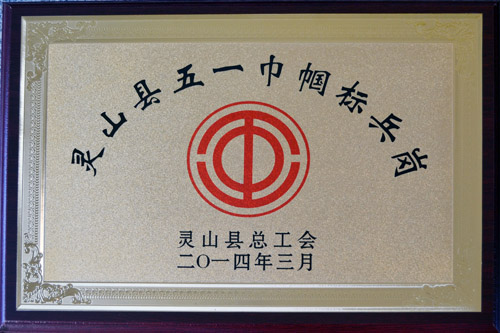 灵山县五一巾帼标兵岗
灵山县总工会
二〇一四年三月